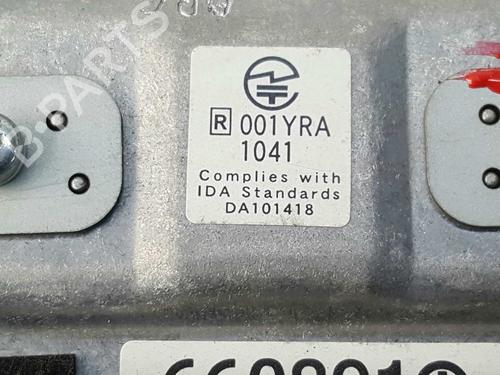 R 001YRA
1041
Complies with
IDA Standards
DA101418
B-PARTS